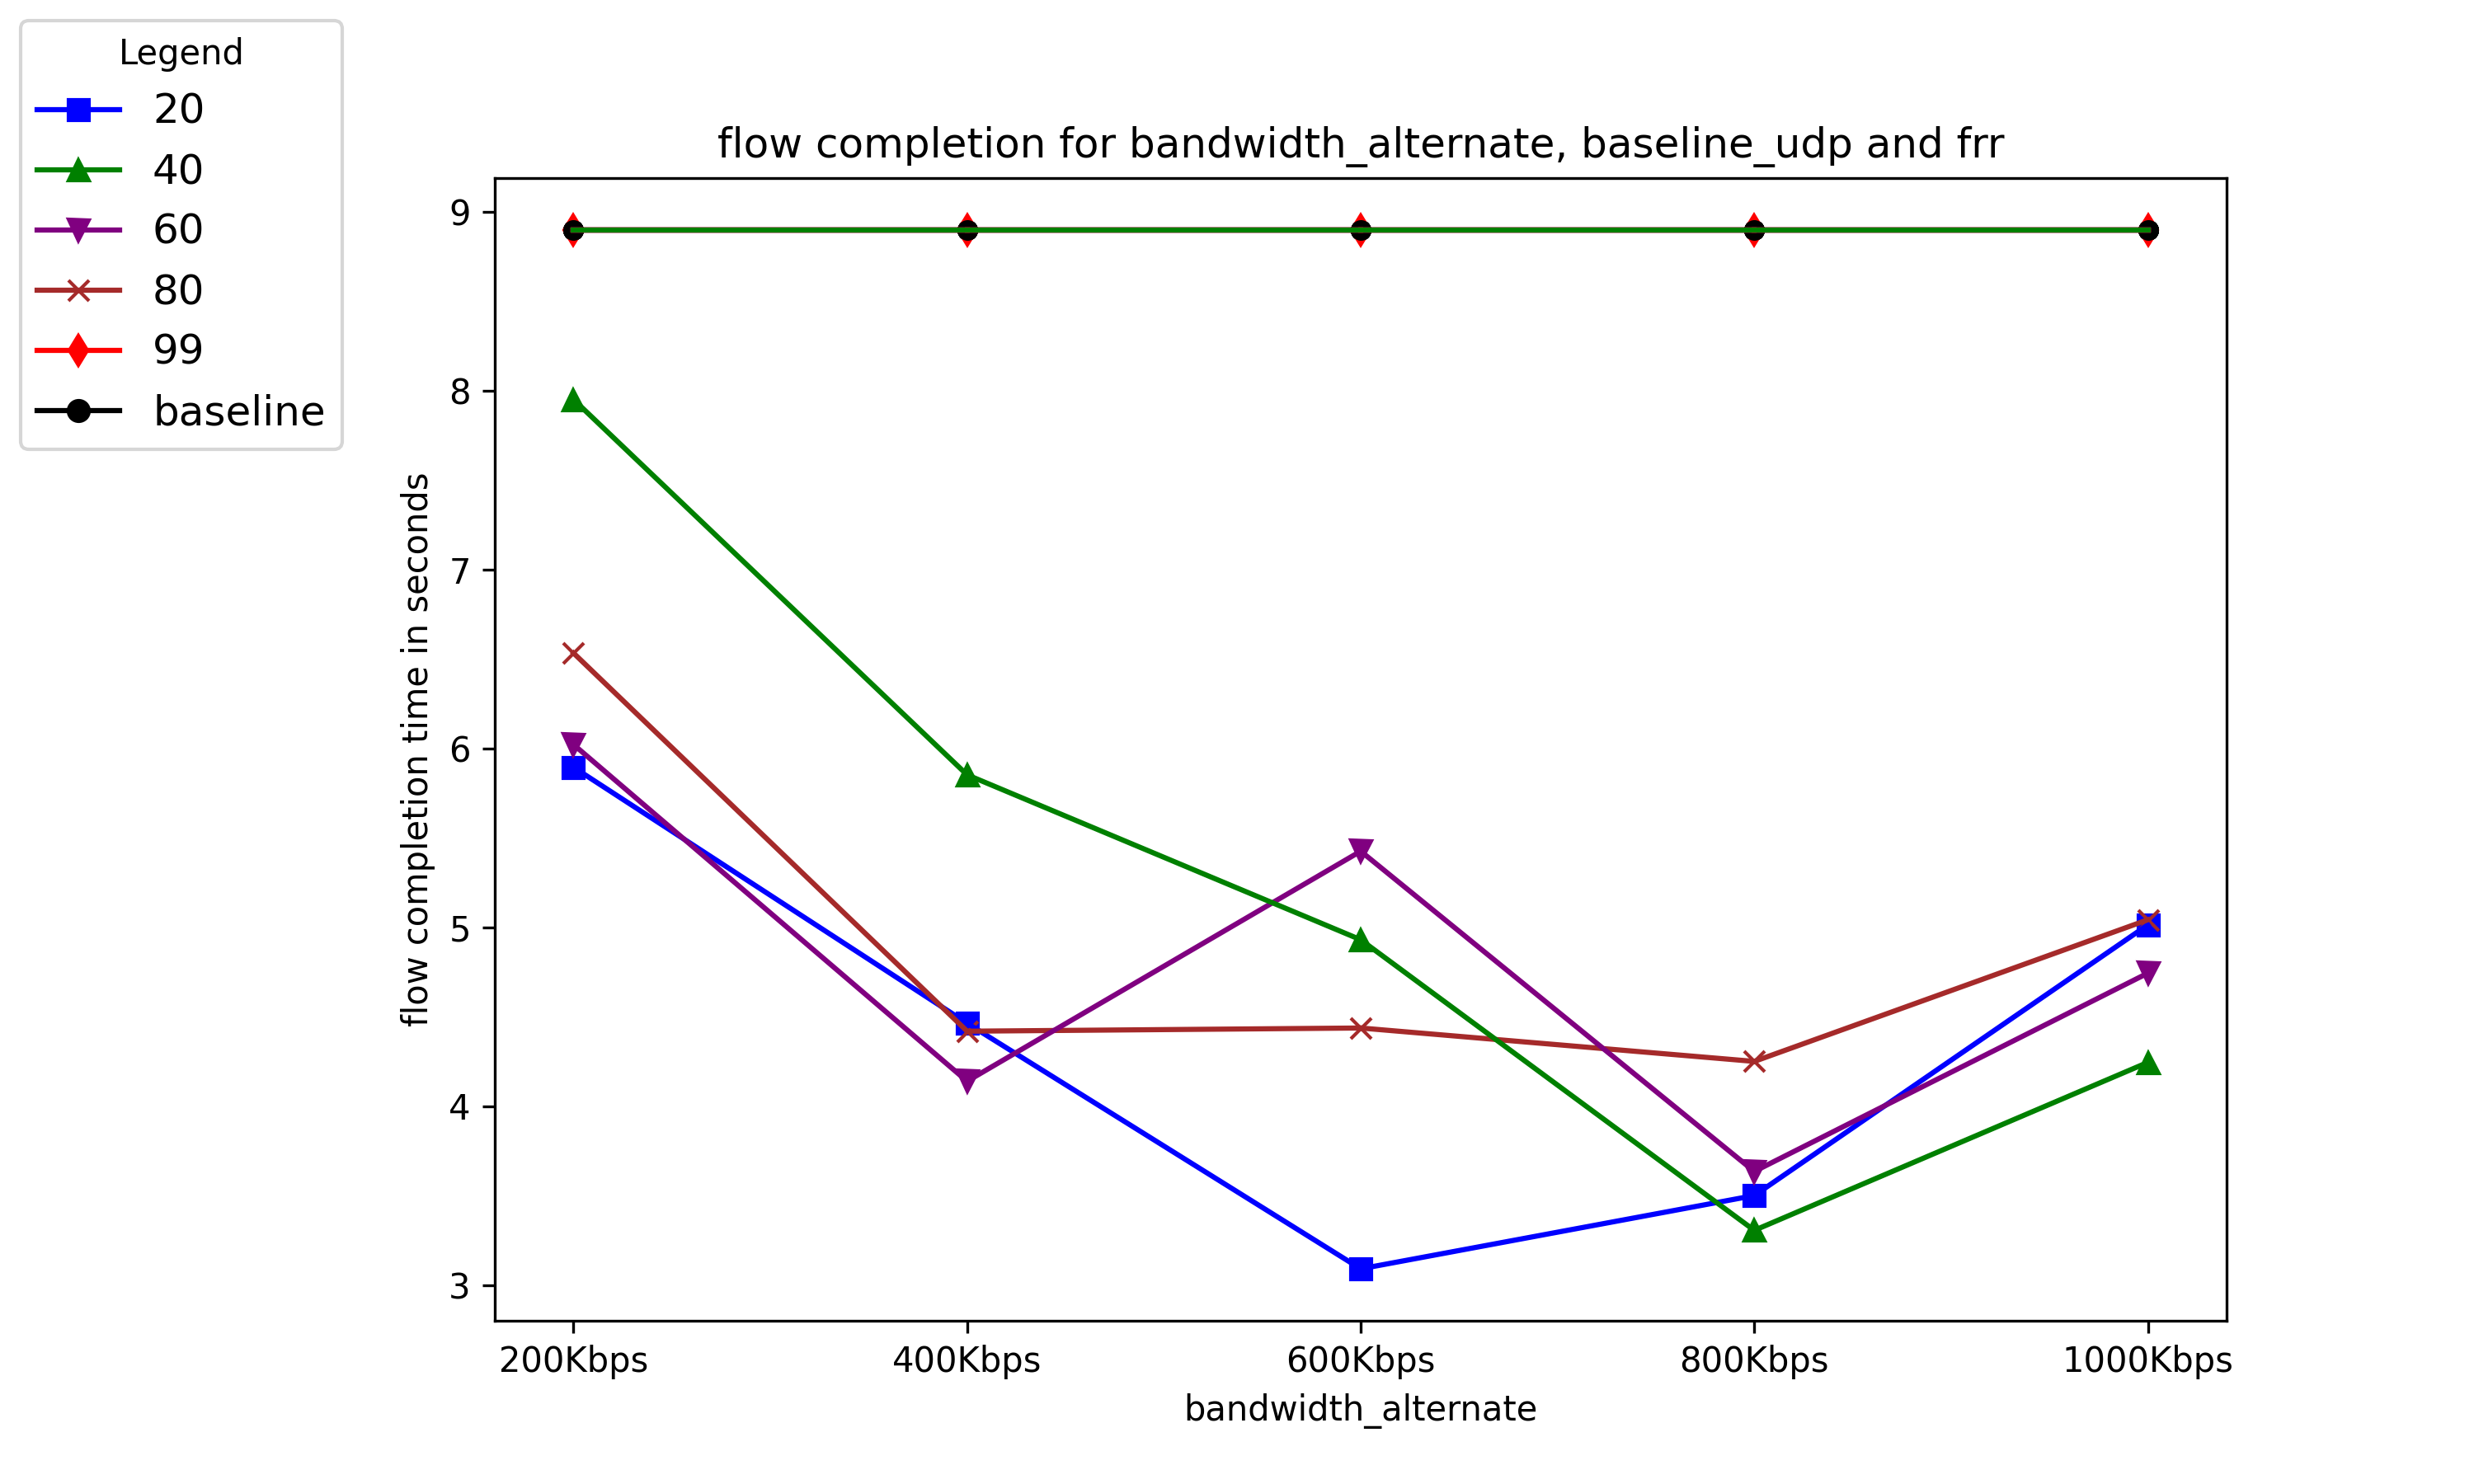 Legend
20
40
60
80
99
baseline
flow completion for bandwidth_alternate, baseline_udp and frr
9
8
7
6
5
4
3
flow completion time in seconds
200Kbps 400Kbps 600Kbps 800Kbps 1000Kbps
bandwidth_alternate